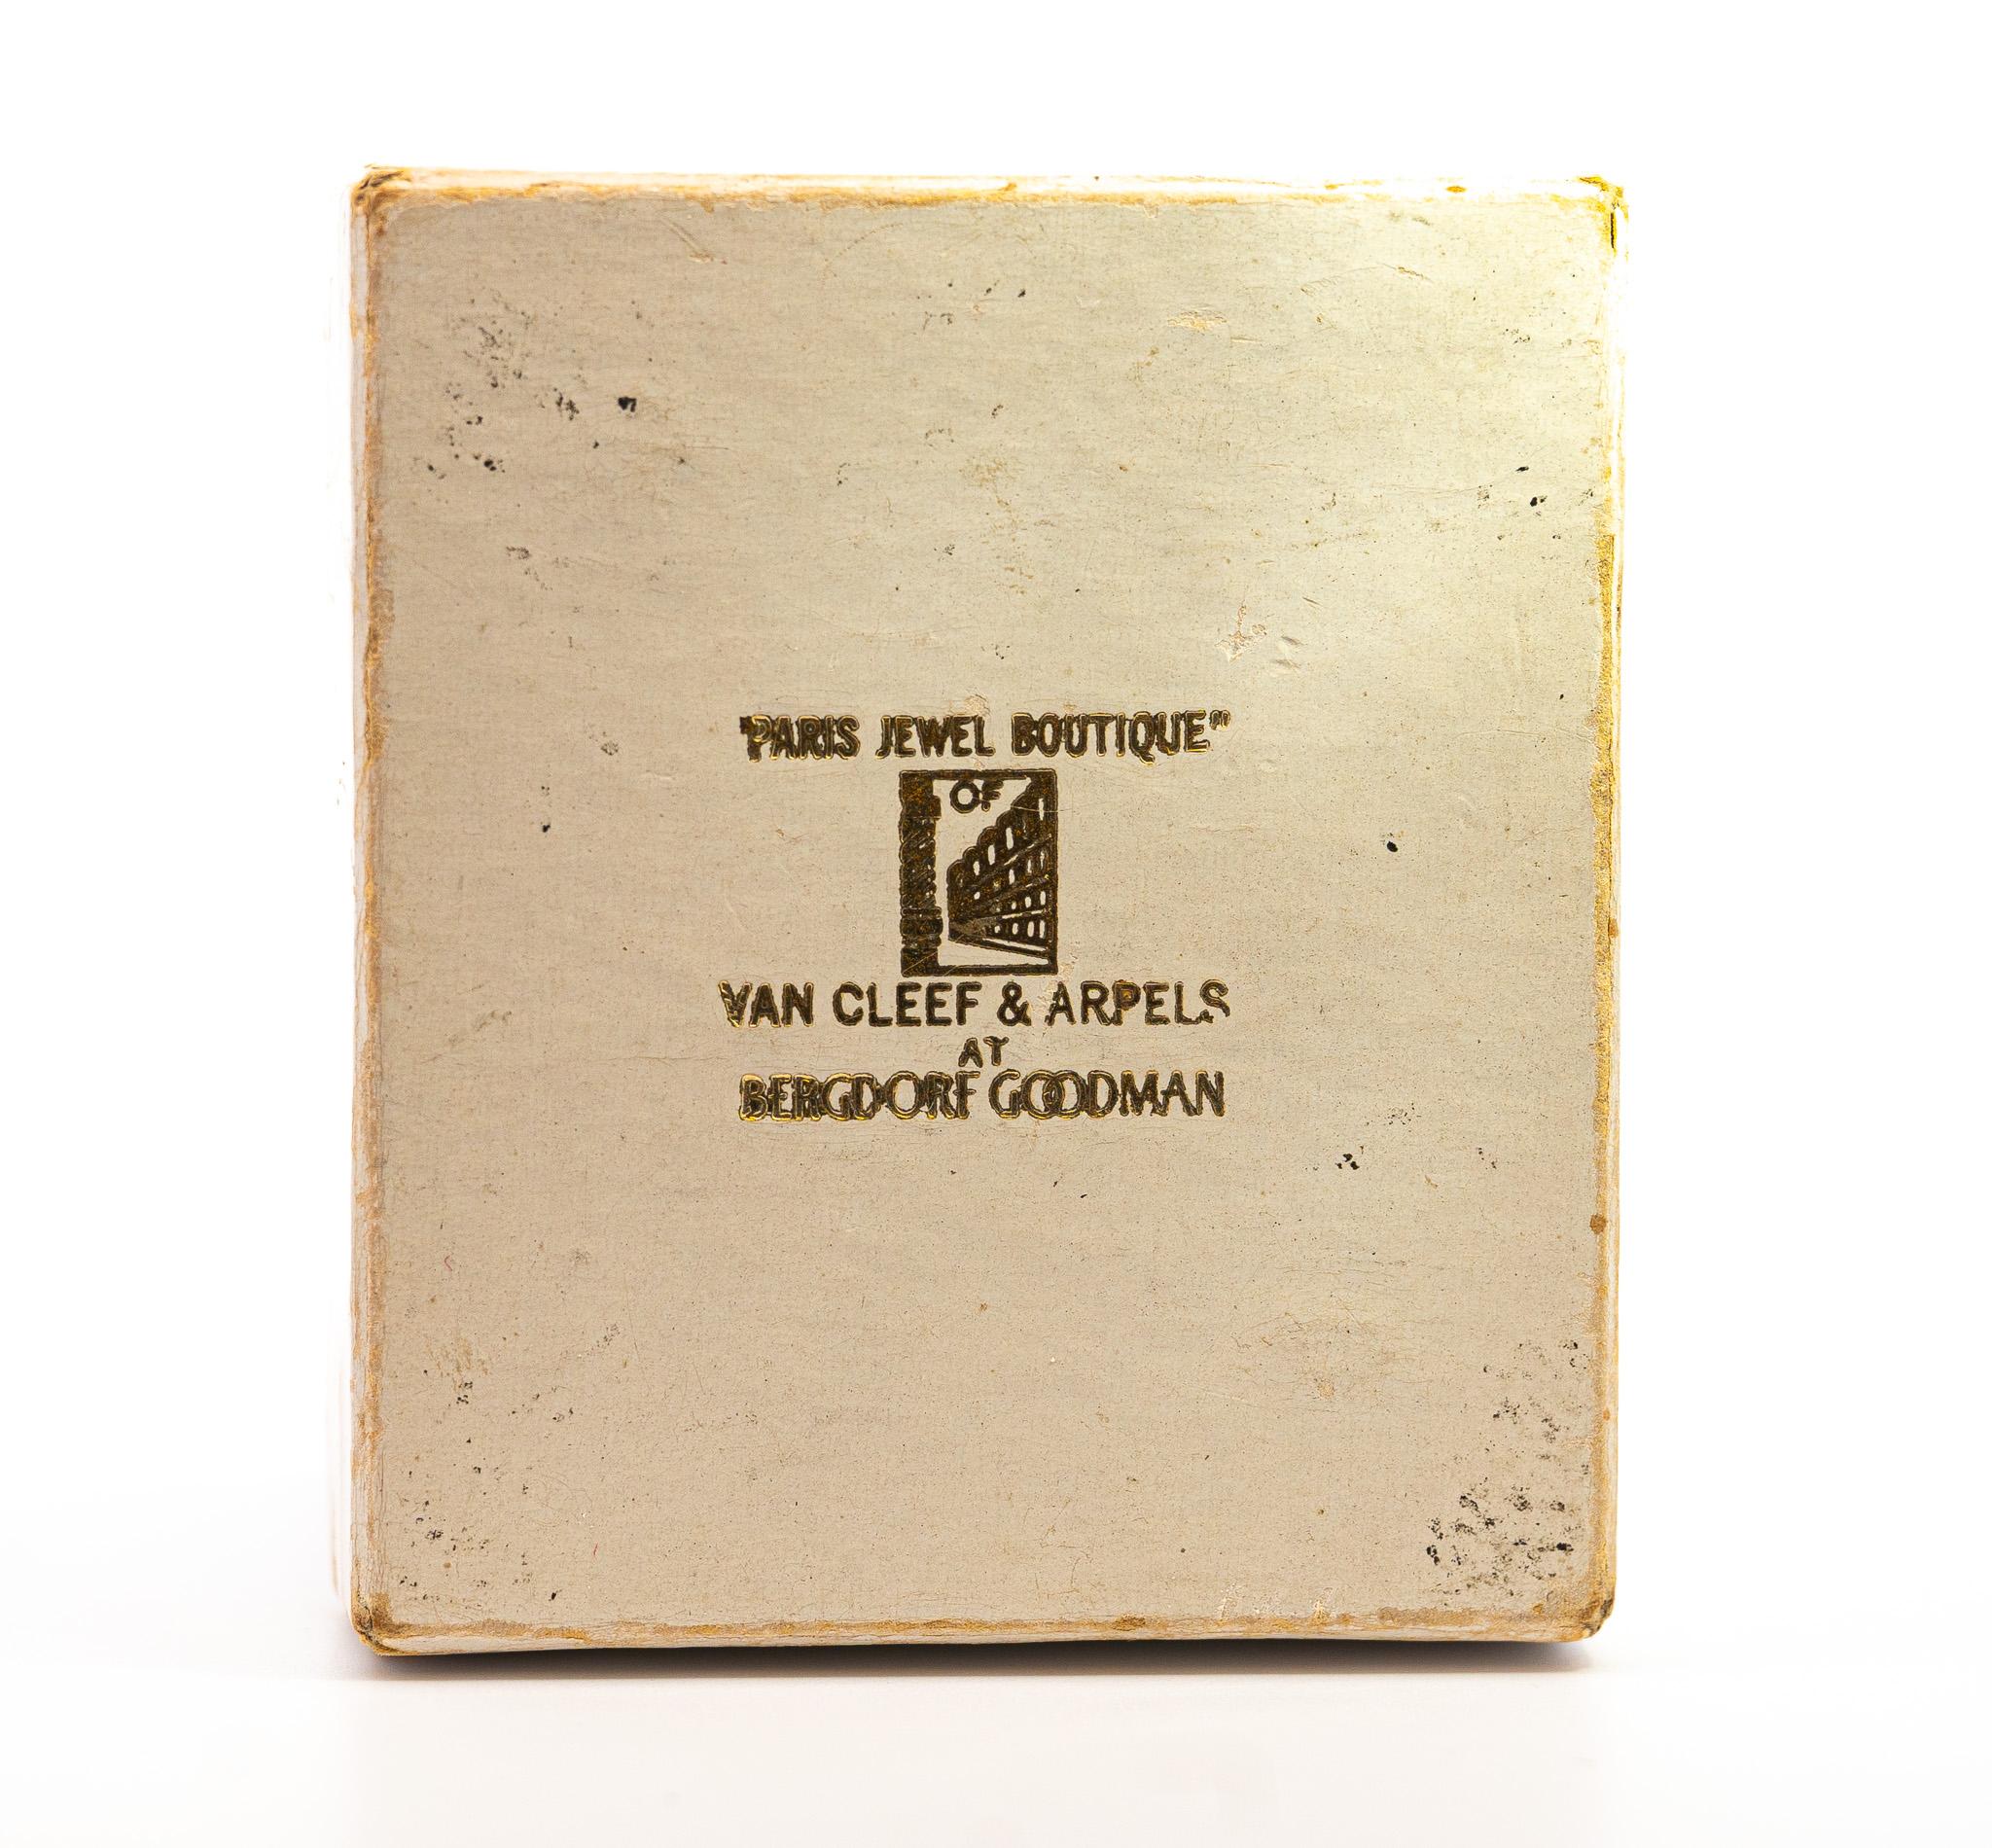 "PARIS JEWEL BOUTIQUE"
OF
VAN CLEEF & ARPELS
AT
BERGDORF GOODMAN